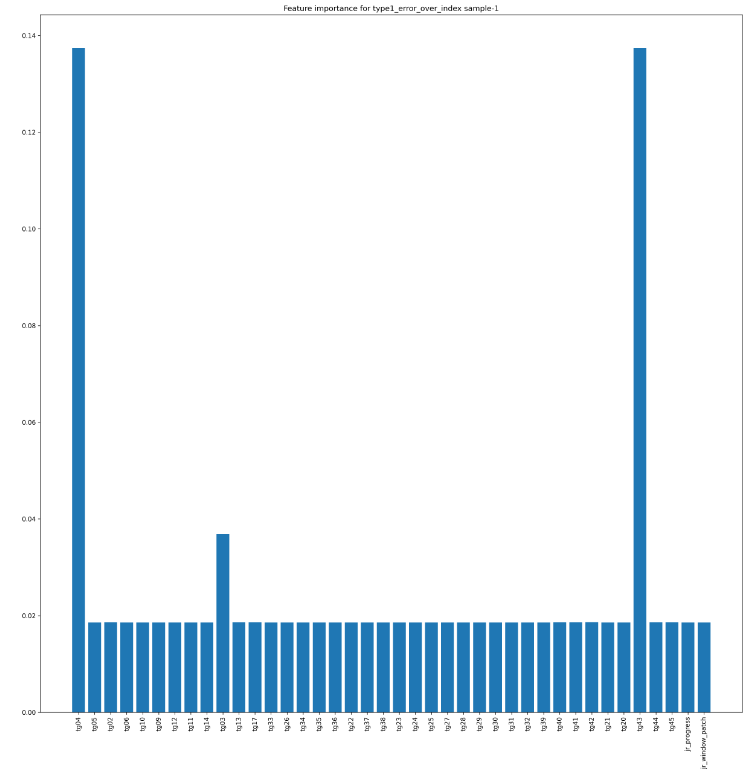 Feature importance for type1_error_over_index sample-1
0.14
0.12
0.10
0.08
0.06
0.04
0.02
0.00
tg04
tg05
tg02
tg06
tg10
tg09
tg12
tg11
tg14
tg03
tg13
tg17
tg33
tg26
tg34
tg35
tg36
tg22
tg37
tg38
tg23
tg24
tg25
tg27
tg28
tg29
tg30
tg31
tg32
tg39
tg40
tg41
tg42
tg21
tg20
tg43
tg44
tg45
jr_progress
jr_window_patch